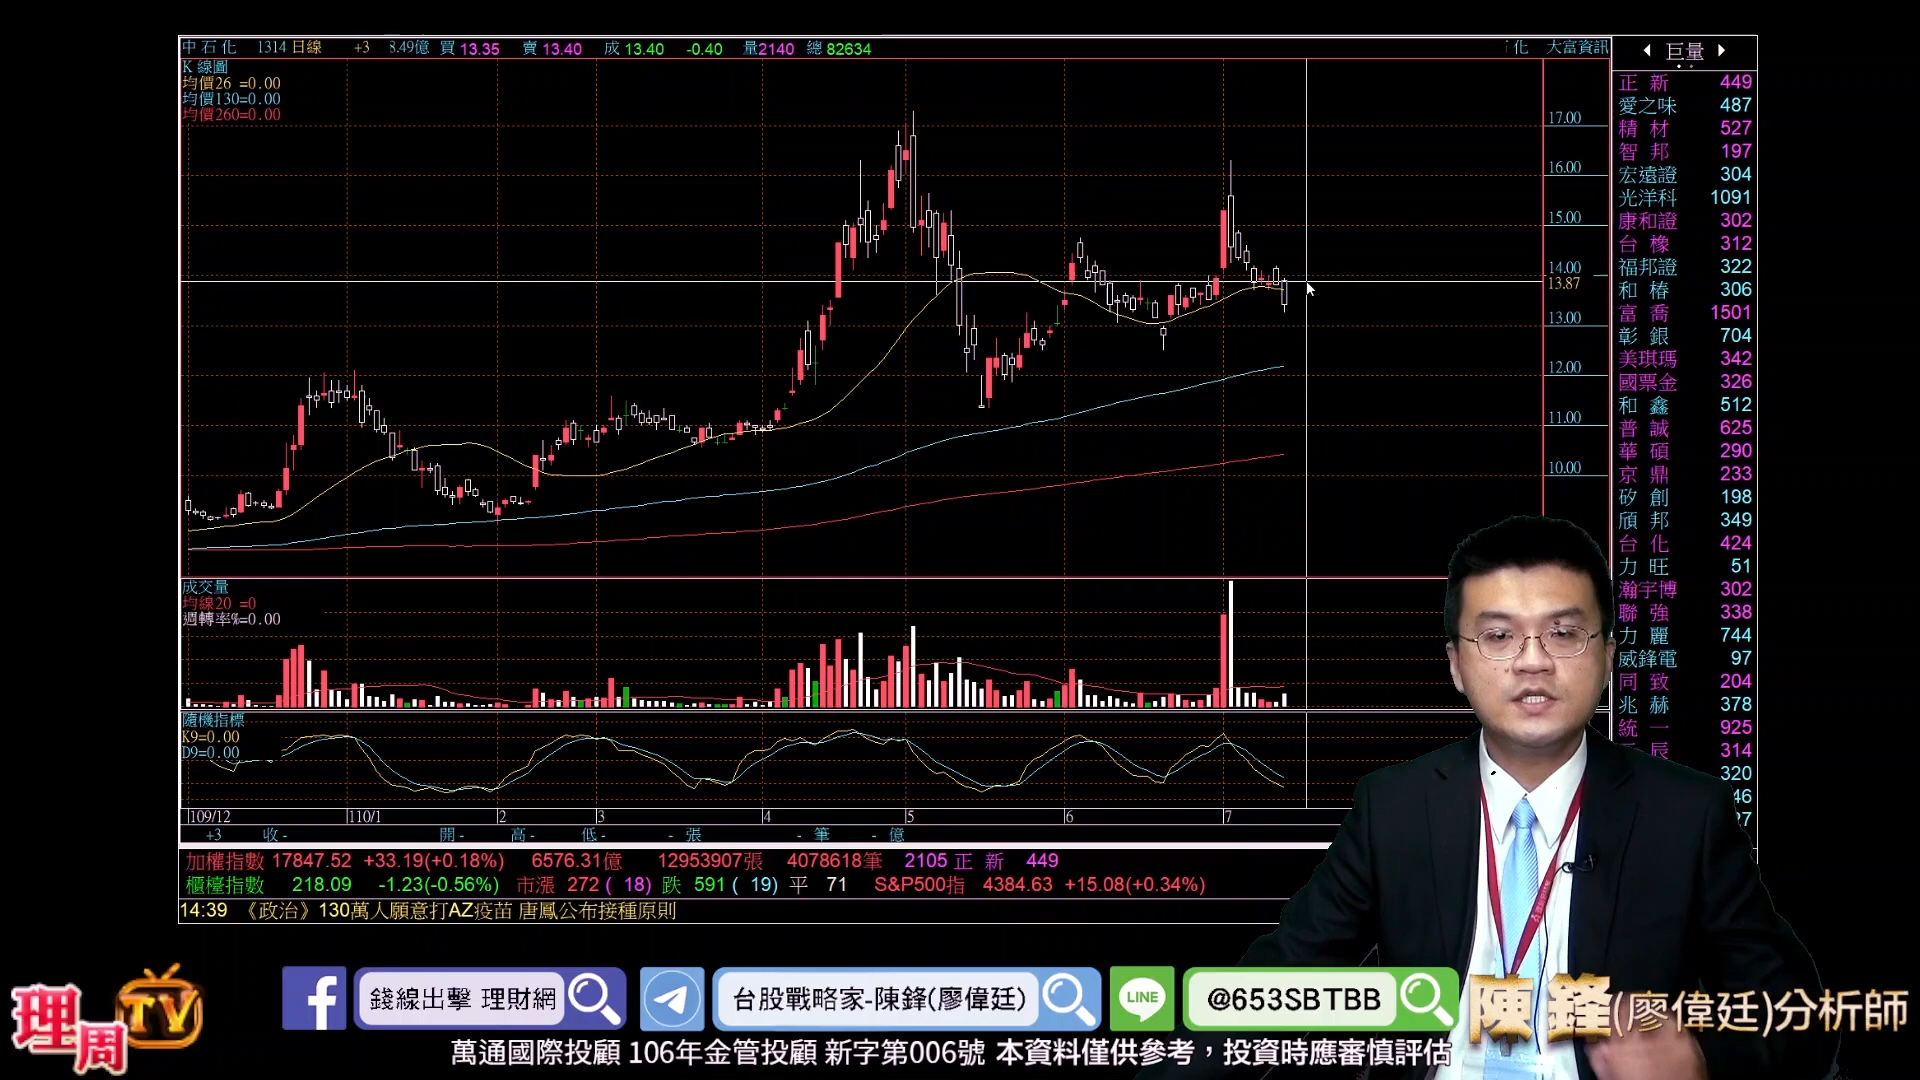 中石化 1314 日線 +3 8.49億 買 13.35 賣 13.40 成 13.40 -0.40 量2140 總 82634 化 大富資訊
K 線圖
均價26 =0.00
均價130=0.00
均價260=0.00
17.00
16.00
15.00
14.00
13.87
13.00
12.00
11.00
10.00
成交量
均線20 =0
週轉率%=0.00
隨機指標
K9=0.00
D9=0.00
109/12 110/1 2 3 4 5 6 7
+3 收- 開- 高- 低- - 張 - 筆 - 億
加權指數 17847.52 +33.19(+0.18%) 6576.31億 12953907張 4078618筆 2105 正新 449
櫃檯指數 218.09 -1.23(-0.56%) 市漲 272 ( 18) 跌 591 ( 19) 平 71 S&P500指 4384.63 +15.08(+0.34%)
14:39 《政治》130萬人願意打AZ疫苗 唐鳳公布接種原則
巨量
正新 449
愛之味 487
精材 527
智邦 197
宏遠證 304
光洋科 1091
康和證 302
台橡 312
福邦證 322
和椿 306
富喬 1501
彰銀 704
美琪瑪 342
國票金 326
和鑫 512
普誠 625
華碩 290
京鼎 233
矽創 198
頎邦 349
台化 424
力旺 51
瀚宇博 302
聯強 338
力麗 744
威鋒電 97
同致 204
兆赫 378
統一 925
辰 314
320
46
27
理周TV
錢線出擊 理財網
台股戰略家-陳鋒(廖偉廷)
LINE
@653SBTBB
陳鋒(廖偉廷)分析師
萬通國際投顧 106年金管投顧 新字第006號 本資料僅供參考，投資時應審慎評估